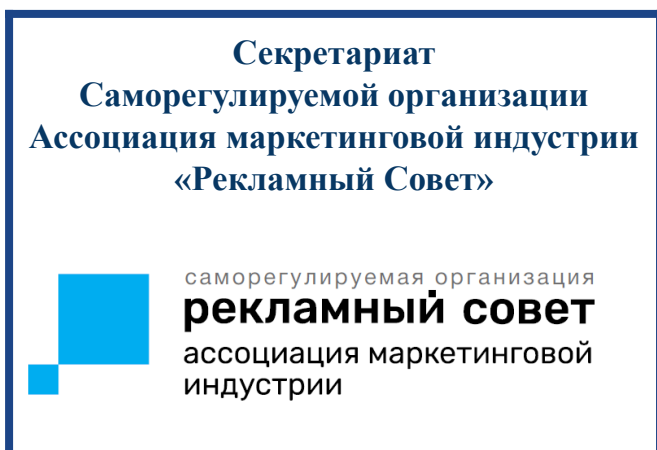 Секретариат
Саморегулируемой организации
Ассоциация маркетинговой индустрии
«Рекламный Совет»
саморегулируемая организация
рекламный совет
ассоциация маркетинговой
индустрии